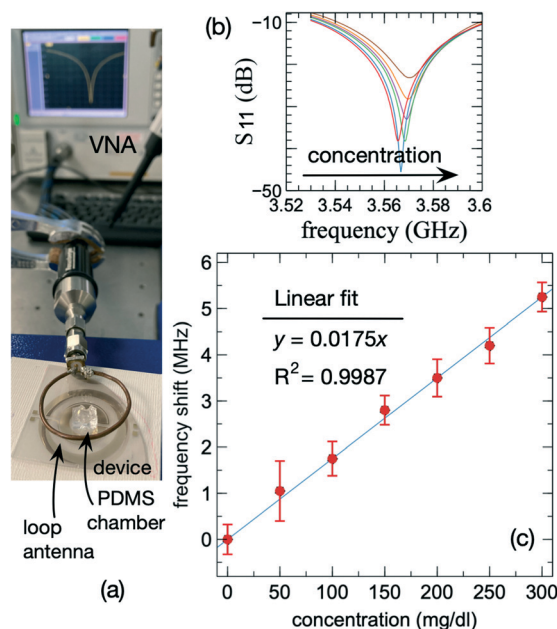 VNA
device
PDMS
chamber
loop
antenna
(a)
(b)
−10
−50
S11 (dB)
concentration
3.52 3.54 3.56 3.58 3.6
frequency (GHz)
6
5
4
3
2
1
0
frequency shift (MHz)
Linear fit
y = 0.0175x
R² = 0.9987
(c)
0 50 100 150 200 250 300
concentration (mg/dl)